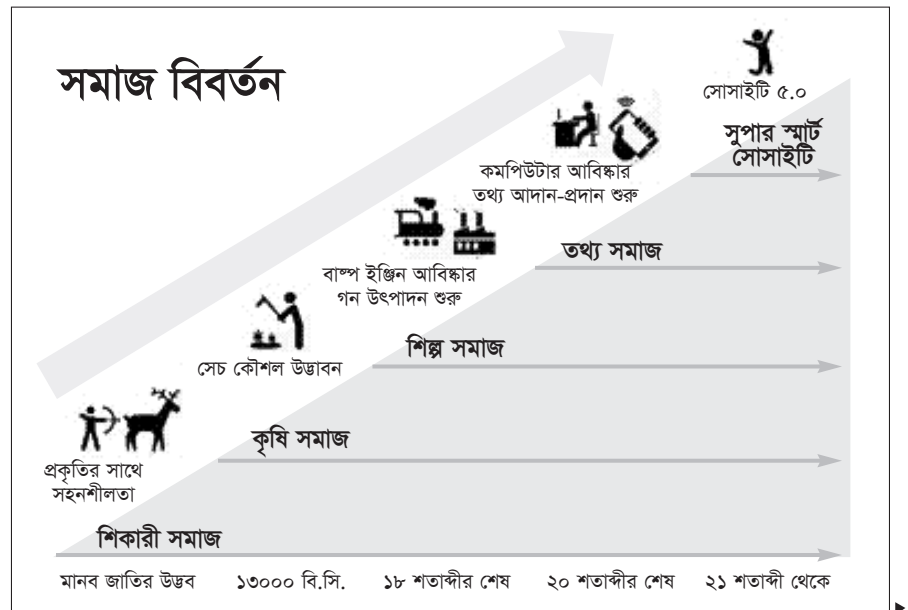 সমাজ বিবর্তন
সোসাইটি ৫.০
সুপার স্মার্ট
সোসাইটি
কমপিউটার আবিষ্কার
তথ্য আদান-প্রদান শুরু
তথ্য সমাজ
বাষ্প ইঞ্জিন আবিষ্কার
গন উৎপাদন শুরু
শিল্প সমাজ
সেচ কৌশল উদ্ভাবন
কৃষি সমাজ
প্রকৃতির সাথে
সহনশীলতা
শিকারী সমাজ
মানব জাতির উদ্ভব ১৩০০০ বি.সি. ১৮ শতাব্দীর শেষ ২০ শতাব্দীর শেষ ২১ শতাব্দী থেকে